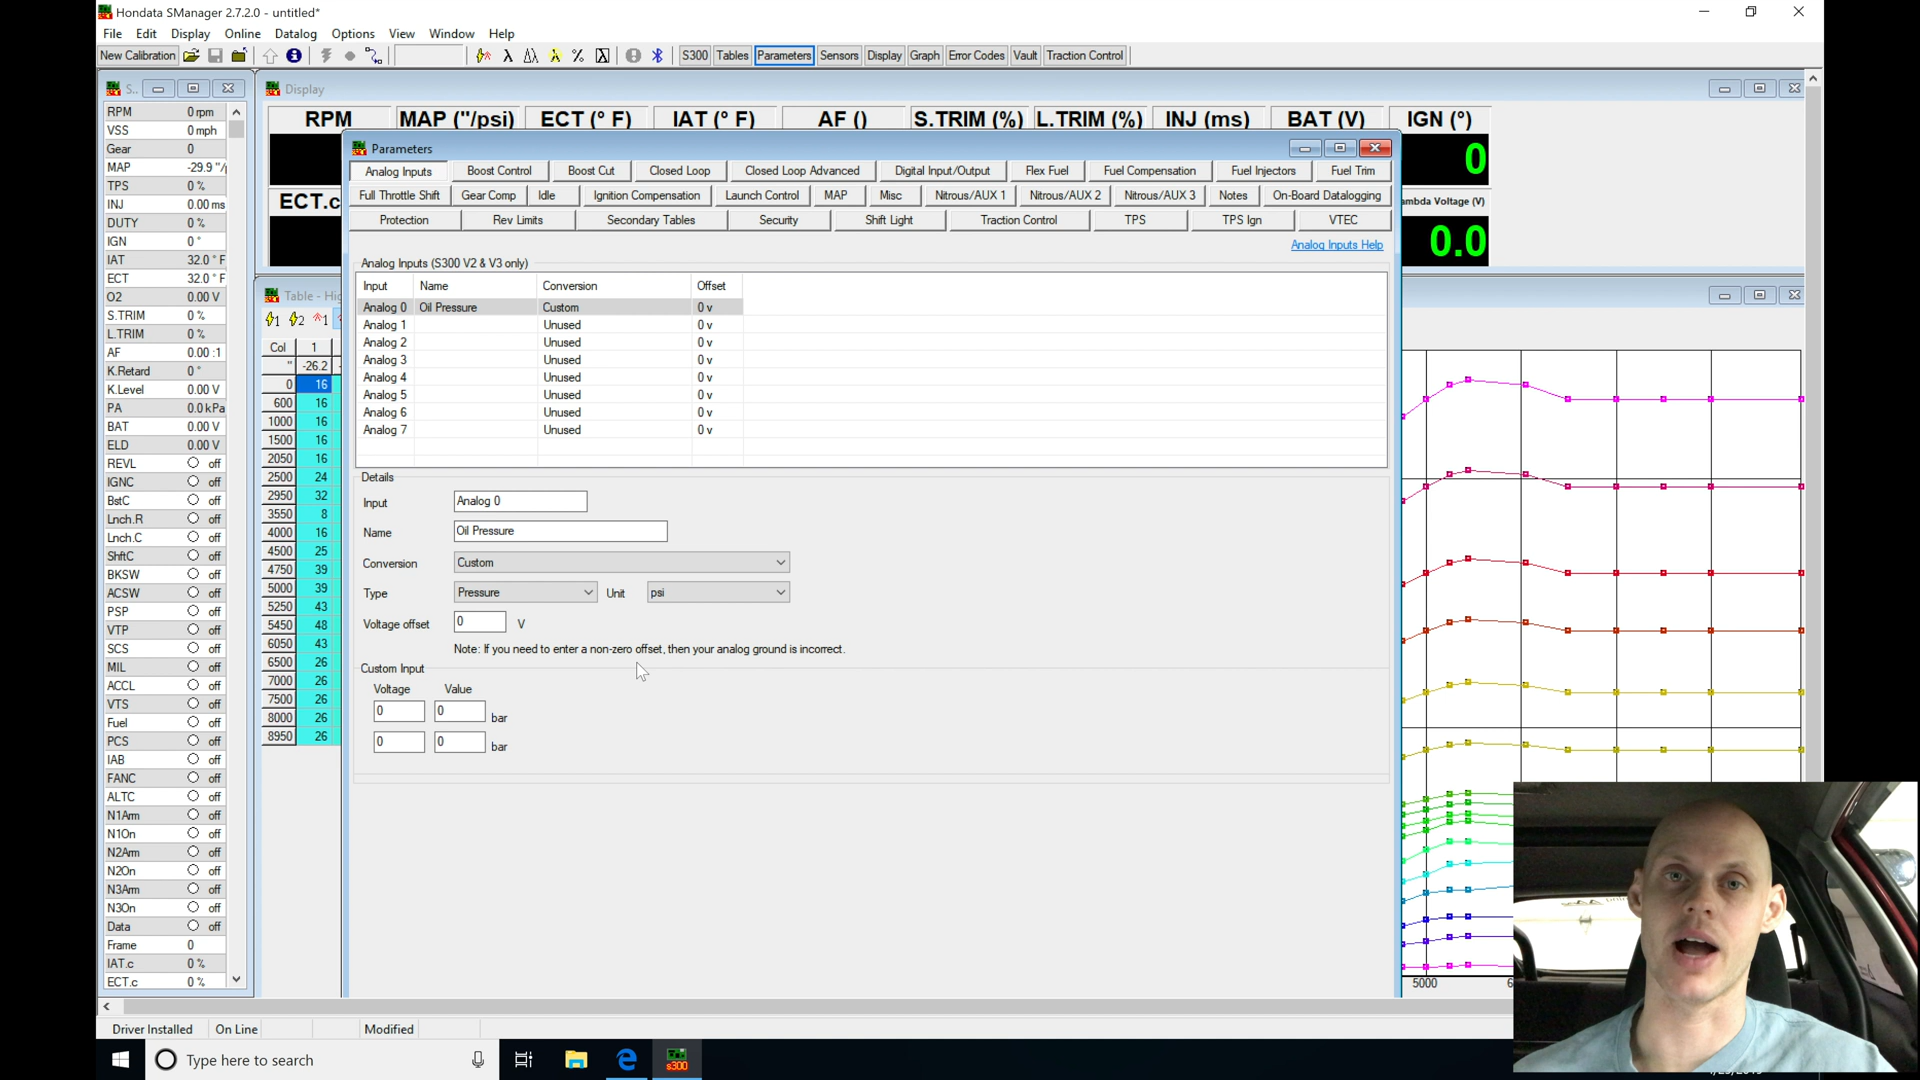 Hondata SManager 2.7.2.0 - untitled*
File Edit Display Online Datalog Options View Window Help
New Calibration S300 Tables Parameters Sensors Display Graph Error Codes Vault Traction Control
S..
Display
RPM 0 rpm
VSS 0 mph
Gear 0
MAP -29.9 "/
TPS 0 %
INJ 0.00 ms
DUTY 0 %
IGN 0 °
IAT 32.0 ° F
ECT 32.0 ° F
O2 0.00 V
S.TRIM 0 %
L.TRIM 0 %
AF 0.00 :1
K.Retard 0 °
K.Level 0.00 V
PA 0.0 kPa
BAT 0.00 V
ELD 0.00 V
REVL off
IGNC off
BstC off
Lnch.R off
Lnch.C off
ShftC off
BKSW off
ACSW off
PSP off
VTP off
SCS off
MIL off
ACCL off
VTS off
Fuel off
PCS off
IAB off
FANC off
ALTC off
N1Arm off
N1On off
N2Arm off
N2On off
N3Arm off
N3On off
Data off
Frame 0
IAT.c 0 %
ECT.c 0 %
RPM MAP ("/psi) ECT (° F) IAT (° F) AF () S.TRIM (%) L.TRIM (%) INJ (ms) BAT (V) IGN (°)
0
ECT.c
ambda Voltage (V)
0.0
Table - Hig
1 2 1
Col 1
" -26.2
0 16
600 16
1000 16
1500 16
2050 16
2500 24
2950 32
3550 8
4000 16
4500 25
4750 39
5000 39
5250 43
5450 48
6050 43
6500 26
7000 26
7500 26
8000 26
8950 26
Parameters
Analog Inputs Boost Control Boost Cut Closed Loop Closed Loop Advanced Digital Input/Output Flex Fuel Fuel Compensation Fuel Injectors Fuel Trim
Full Throttle Shift Gear Comp Idle Ignition Compensation Launch Control MAP Misc Nitrous/AUX 1 Nitrous/AUX 2 Nitrous/AUX 3 Notes On-Board Datalogging
Protection Rev Limits Secondary Tables Security Shift Light Traction Control TPS TPS Ign VTEC
Analog Inputs Help
Analog Inputs (S300 V2 & V3 only)
Input Name Conversion Offset
Analog 0 Oil Pressure Custom 0 v
Analog 1 Unused 0 v
Analog 2 Unused 0 v
Analog 3 Unused 0 v
Analog 4 Unused 0 v
Analog 5 Unused 0 v
Analog 6 Unused 0 v
Analog 7 Unused 0 v
Details
Input Analog 0
Name Oil Pressure
Conversion Custom
Type Pressure Unit psi
Voltage offset 0 V
Note: If you need to enter a non-zero offset, then your analog ground is incorrect.
Custom Input
Voltage Value
0 0 bar
0 0 bar
5000 6
Driver Installed On Line Modified
Type here to search
s300